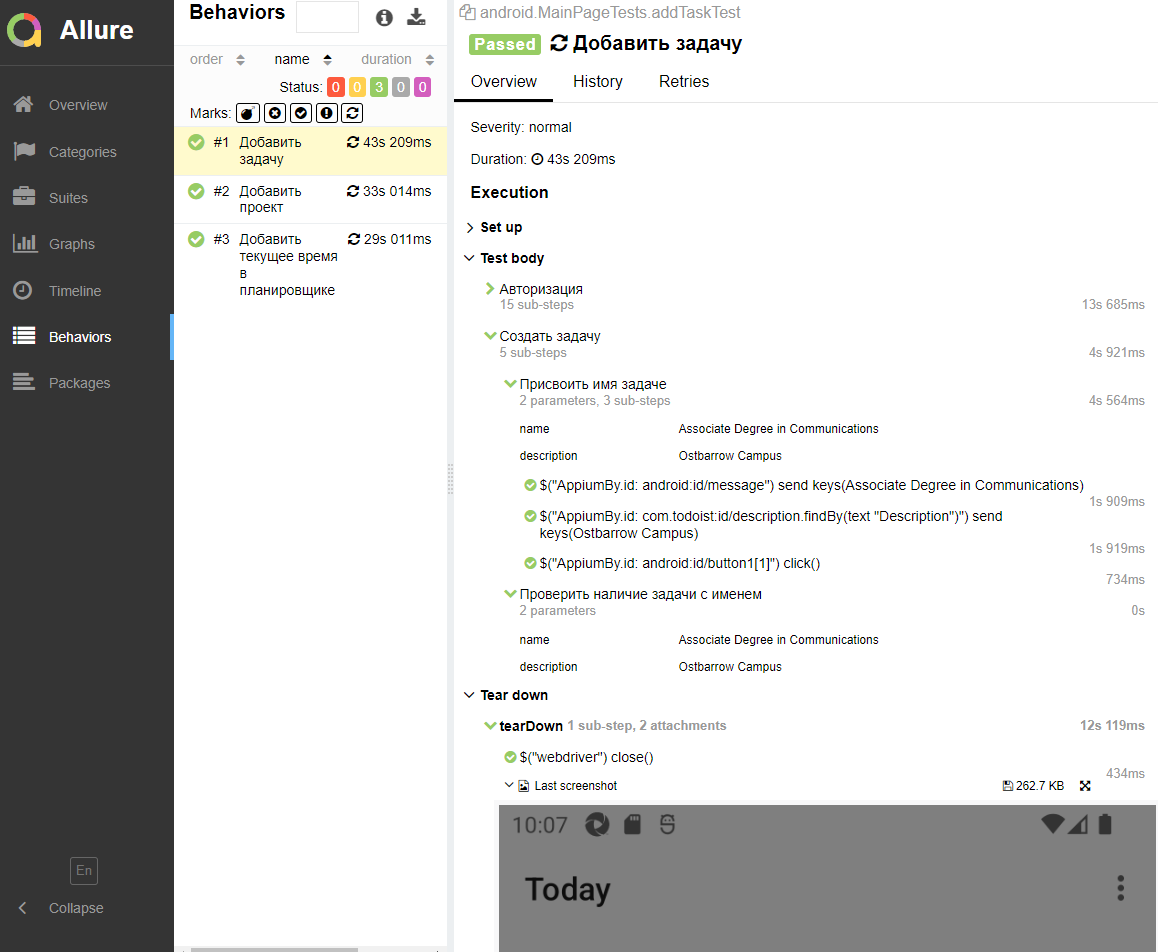 Allure
Overview
Categories
Suites
Graphs
Timeline
Behaviors
Packages
En
Collapse
Behaviors
order name duration
Status: 0 0 3 0 0
Marks:
#1 Добавить 43s 209ms
задачу
#2 Добавить 33s 014ms
проект
#3 Добавить 29s 011ms
текущее время
в
планировщике
android.MainPageTests.addTaskTest
Passed Добавить задачу
Overview History Retries
Severity: normal
Duration: 43s 209ms
Execution
Set up
Test body
Авторизация
15 sub-steps 13s 685ms
Создать задачу
5 sub-steps 4s 921ms
Присвоить имя задаче
2 parameters, 3 sub-steps 4s 564ms
name Associate Degree in Communications
description Ostbarrow Campus
$("AppiumBy.id: android:id/message") send keys(Associate Degree in Communications)
1s 909ms
$("AppiumBy.id: com.todoist:id/description.findBy(text "Description")") send
keys(Ostbarrow Campus)
1s 919ms
$("AppiumBy.id: android:id/button1[1]") click()
734ms
Проверить наличие задачи с именем
2 parameters 0s
name Associate Degree in Communications
description Ostbarrow Campus
Tear down
tearDown 1 sub-step, 2 attachments 12s 119ms
$("webdriver") close()
434ms
Last screenshot 262.7 KB
10:07
Today